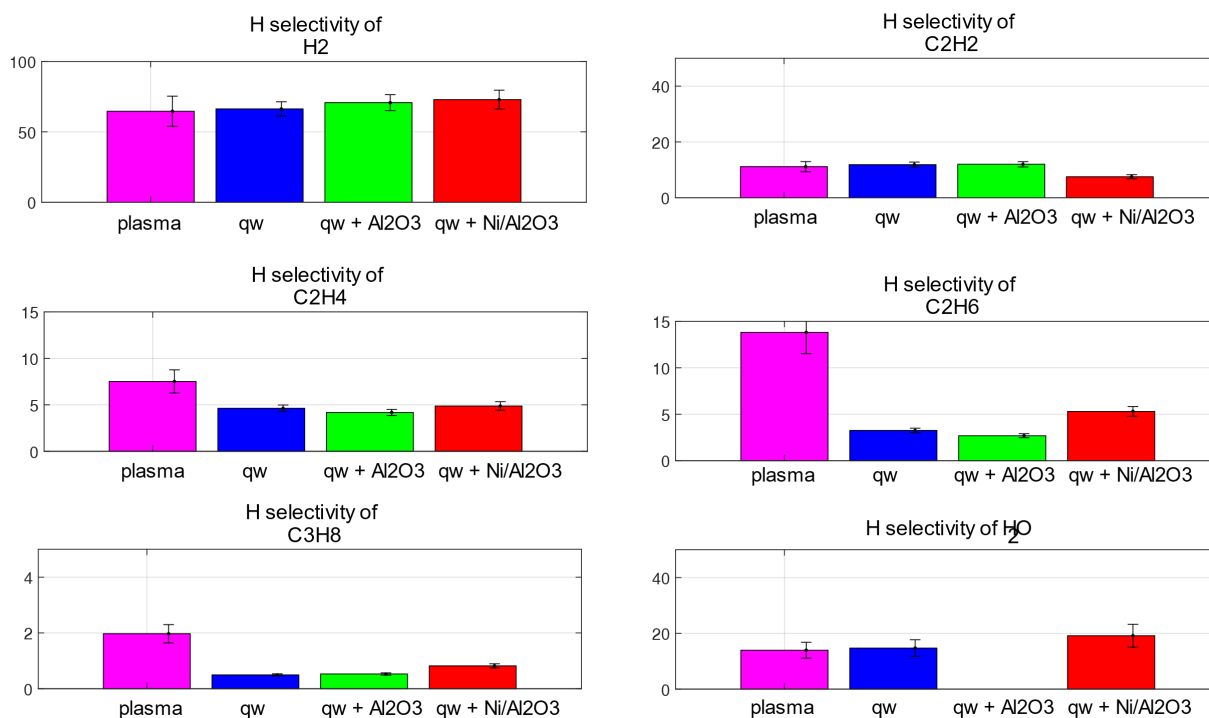 H selectivity of
H2
100
50
0
plasma
qw
qw + Al2O3
qw + Ni/Al2O3
H selectivity of
C2H2
40
20
0
plasma
qw
qw + Al2O3
qw + Ni/Al2O3
H selectivity of
C2H4
15
10
5
0
plasma
qw
qw + Al2O3
qw + Ni/Al2O3
H selectivity of
C2H6
15
10
5
0
plasma
qw
qw + Al2O3
qw + Ni/Al2O3
H selectivity of
C3H8
4
2
0
plasma
qw
qw + Al2O3
qw + Ni/Al2O3
H selectivity of H2O
40
20
0
plasma
qw
qw + Al2O3
qw + Ni/Al2O3